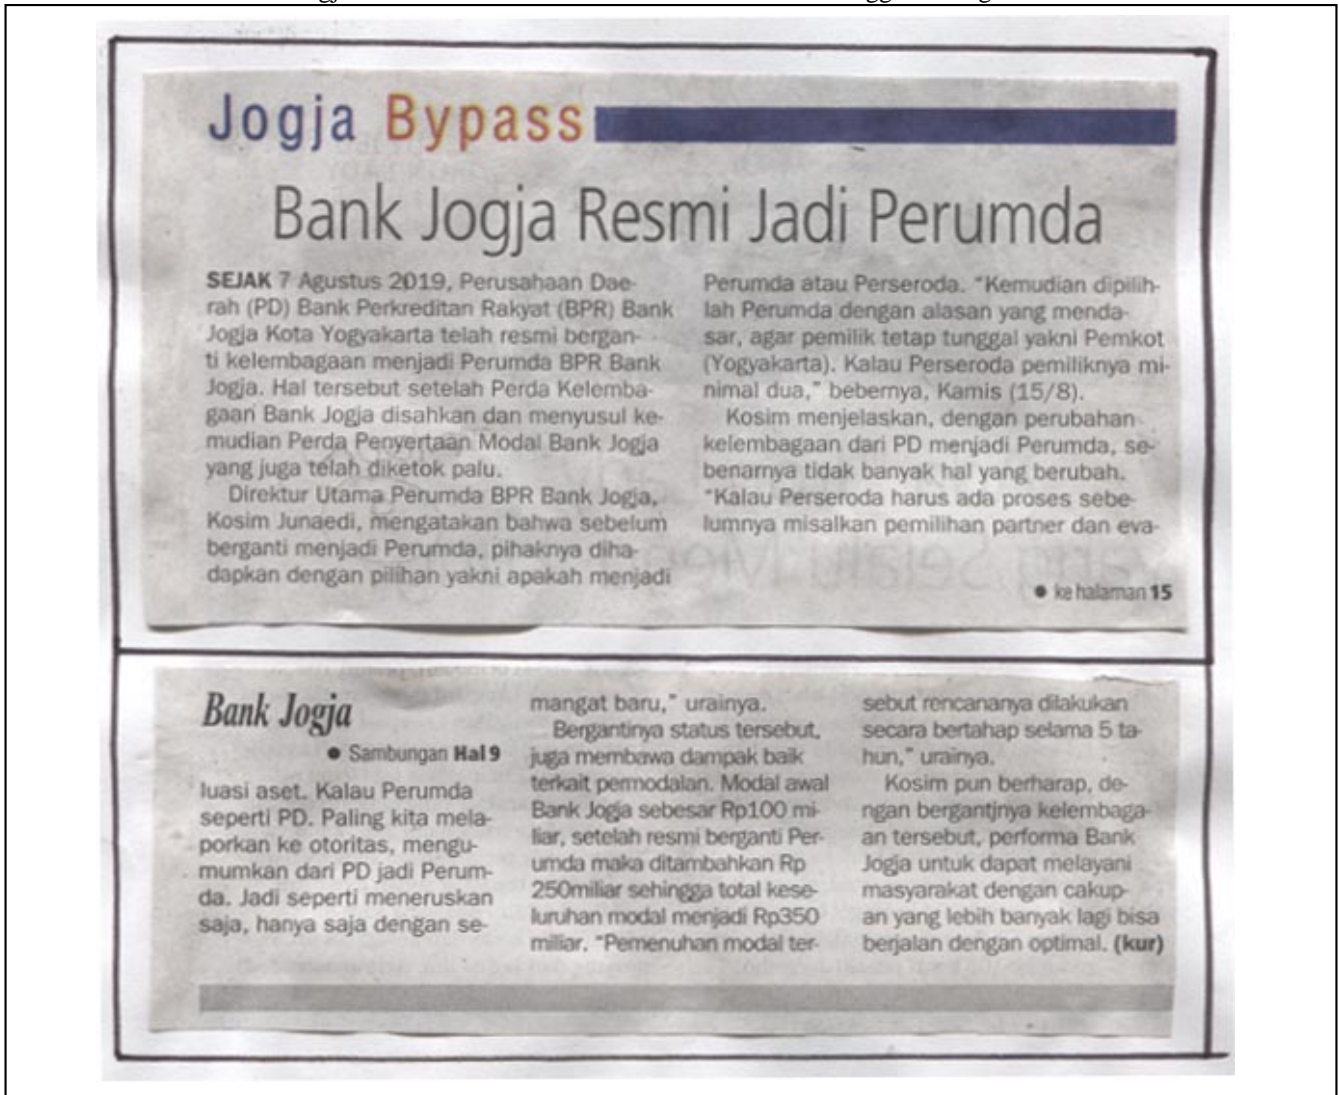 Jogja Bypass
Bank Jogja Resmi Jadi Perumda
SEJAK 7 Agustus 2019, Perusahaan Dae-
rah (PD) Bank Perkreditan Rakyat (BPR) Bank
Jogja Kota Yogyakarta telah resmi bergan-
ti kelembagaan menjadi Perumda BPR Bank
Jogja. Hal tersebut setelah Perda Kelemba-
gaan Bank Jogja disahkan dan menyusul ke-
mudian Perda Penyertaan Modal Bank Jogja
yang juga telah diketok palu.
Direktur Utama Perumda BPR Bank Jogja,
Kosim Junaedi, mengatakan bahwa sebelum
berganti menjadi Perumda, pihaknya diha-
dapkan dengan pilihan yakni apakah menjadi
Perumda atau Perseroda. "Kemudian dipilih-
lah Perumda dengan alasan yang menda-
sar, agar pemilik tetap tunggal yakni Pemkot
(Yogyakarta). Kalau Perseroda pemiliknya mi-
nimal dua," bebernya, Kamis (15/8).
Kosim menjelaskan, dengan perubahan
kelembagaan dari PD menjadi Perumda, se-
benarnya tidak banyak hal yang berubah.
"Kalau Perseroda harus ada proses sebe-
lumnya misalkan pemilihan partner dan eva-
● ke halaman 15
Bank Jogja
● Sambungan Hal 9
luasi aset. Kalau Perumda
seperti PD. Paling kita mela-
porkan ke otoritas, mengu-
mumkan dari PD jadi Perum-
da. Jadi seperti meneruskan
saja, hanya saja dengan se-
mangat baru," urainya.
Bergantinya status tersebut,
juga membawa dampak baik
terkait permodalan. Modal awal
Bank Jogja sebesar Rp100 mi-
liar, setelah resmi berganti Per-
umda maka ditambahkan Rp
250miliar sehingga total kese-
luruhan modal menjadi Rp350
miliar. "Pemenuhan modal ter-
sebut rencananya dilakukan
secara bertahap selama 5 ta-
hun," urainya.
Kosim pun berharap, de-
ngan bergantinya kelembaga-
an tersebut, performa Bank
Jogja untuk dapat melayani
masyarakat dengan cakup-
an yang lebih banyak lagi bisa
berjalan dengan optimal. (kur)